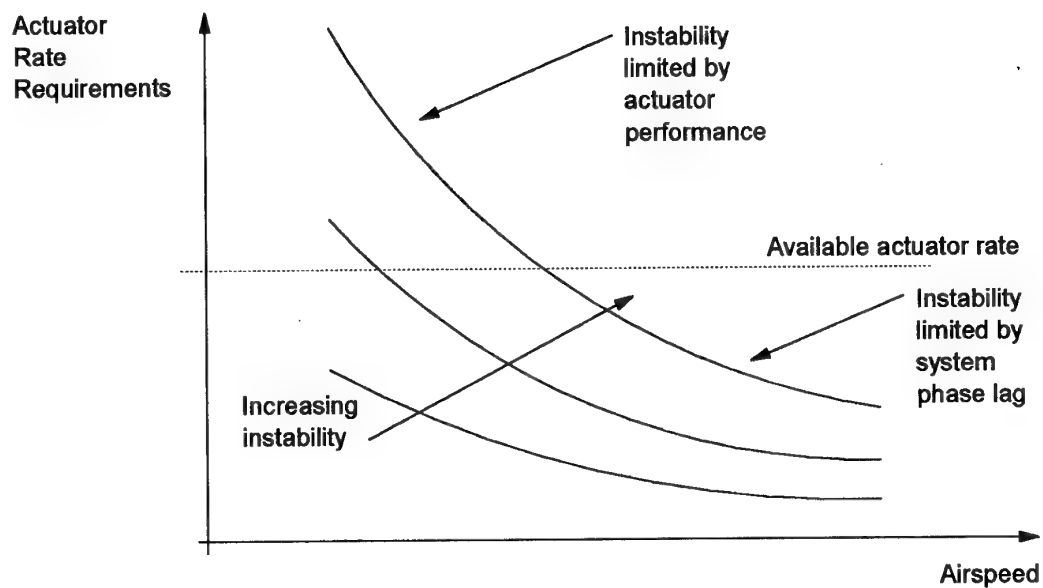 Actuator
Rate
Requirements
Instability
limited by
actuator
performance
Available actuator rate
Instability
limited by
system
phase lag
Increasing
instability
Airspeed